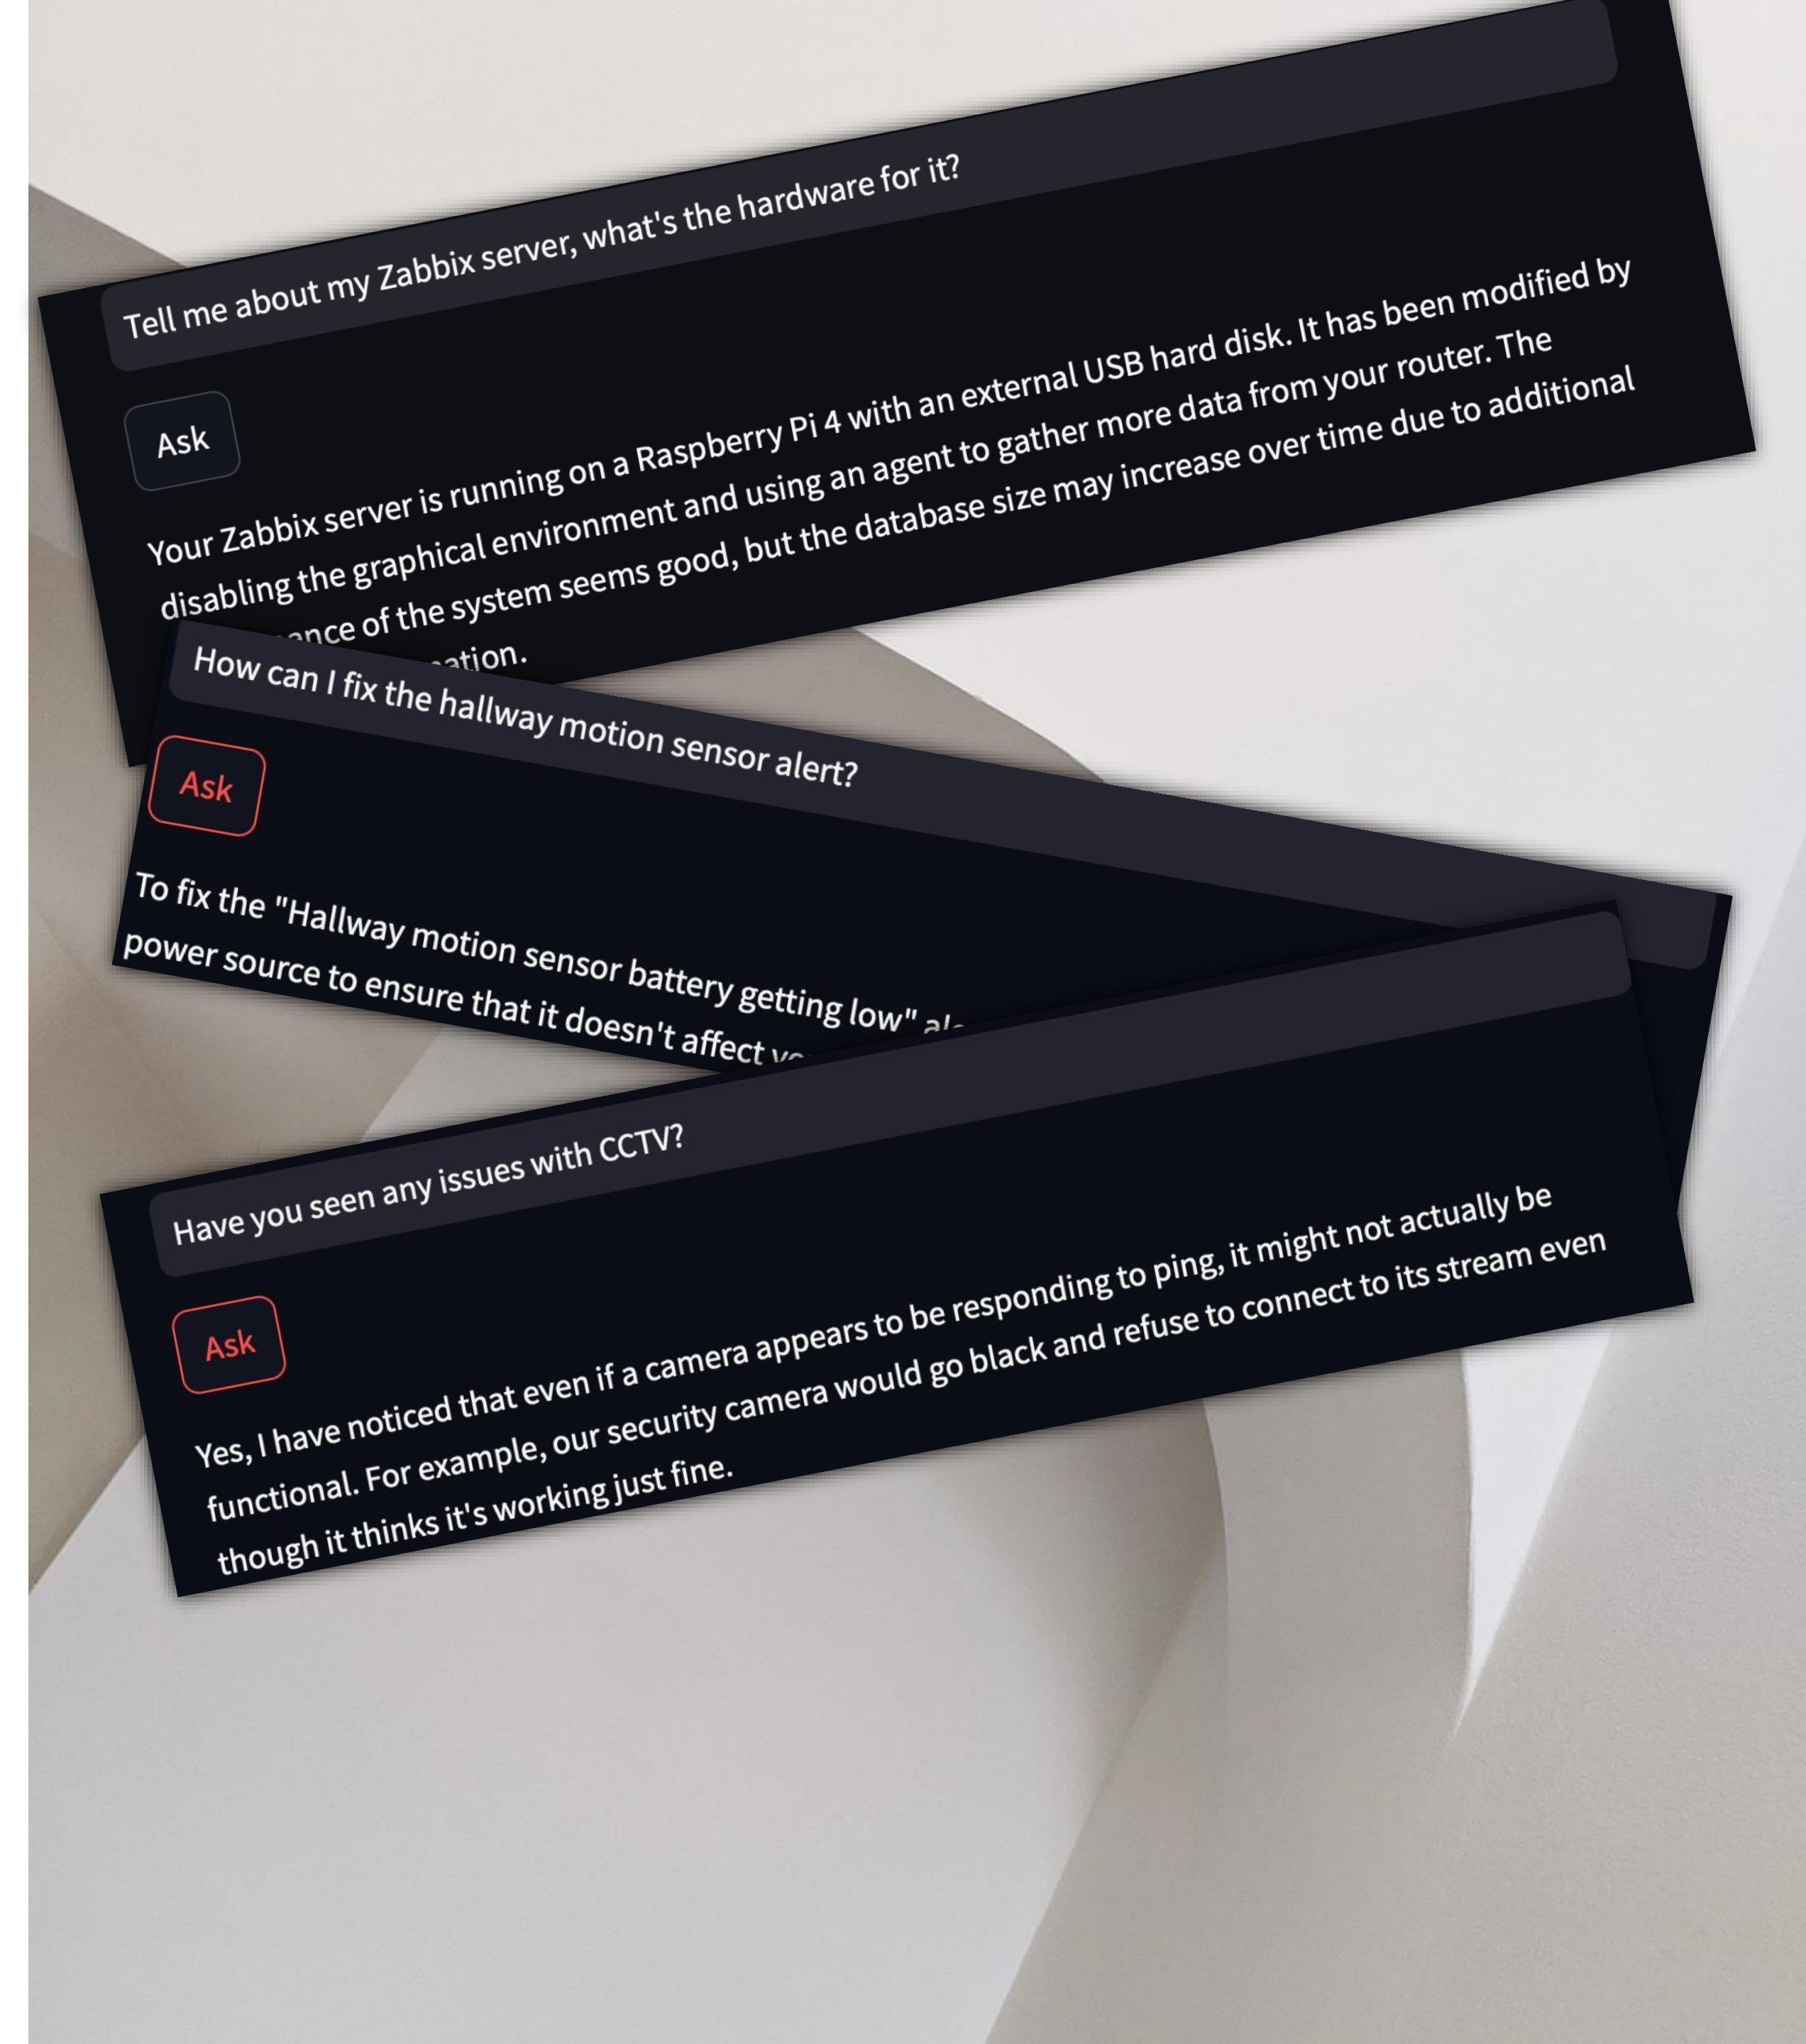 Tell me about my Zabbix server, what's the hardware for it?
Ask
Your Zabbix server is running on a Raspberry Pi 4 with an external USB hard disk. It has been modified by
disabling the graphical environment and using an agent to gather more data from your router. The
of the system seems good, but the database size may increase over time due to additional
How can I fix the hallway motion sensor alert?
Ask
To fix the "Hallway motion sensor battery getting low"
power source to ensure that it doesn't affect
Have you seen any issues with CCTV?
Ask
Yes, I have noticed that even if a camera appears to be responding to ping, it might not actually be
functional. For example, our security camera would go black and refuse to connect to its stream even
though it thinks it's working just fine.